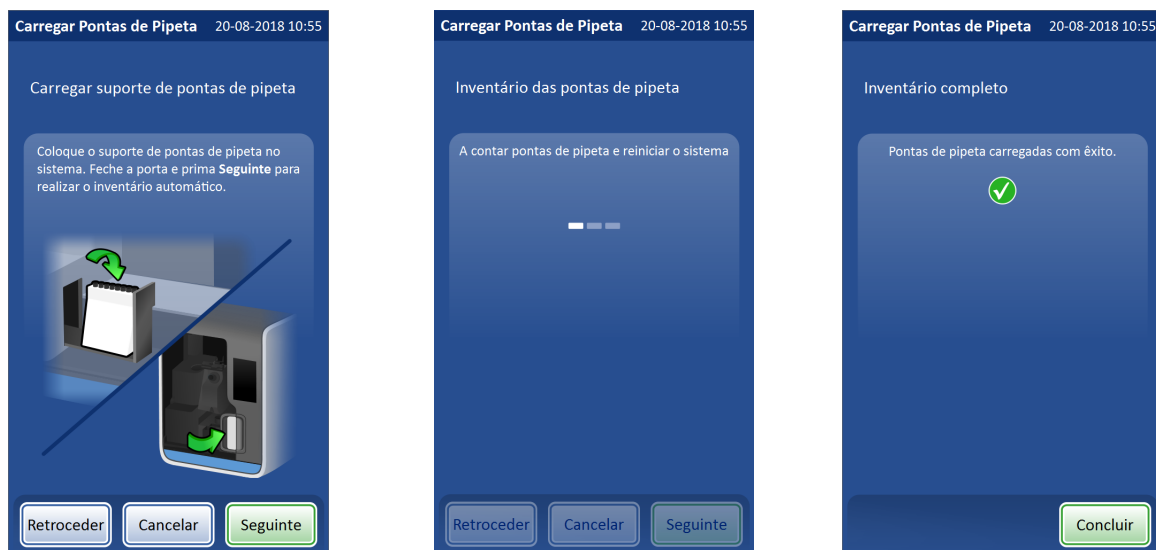 Carregar Pontas de Pipeta 20-08-2018 10:55
Carregar suporte de pontas de pipeta
Coloque o suporte de pontas de pipeta no
sistema. Feche a porta e prima Seguinte para
realizar o inventário automático.
Retroceder Cancelar Seguinte
Carregar Pontas de Pipeta 20-08-2018 10:55
Inventário das pontas de pipeta
A contar pontas de pipeta e reiniciar o sistema
Retroceder Cancelar Seguinte
Carregar Pontas de Pipeta 20-08-2018 10:55
Inventário completo
Pontas de pipeta carregadas com êxito.
Concluir